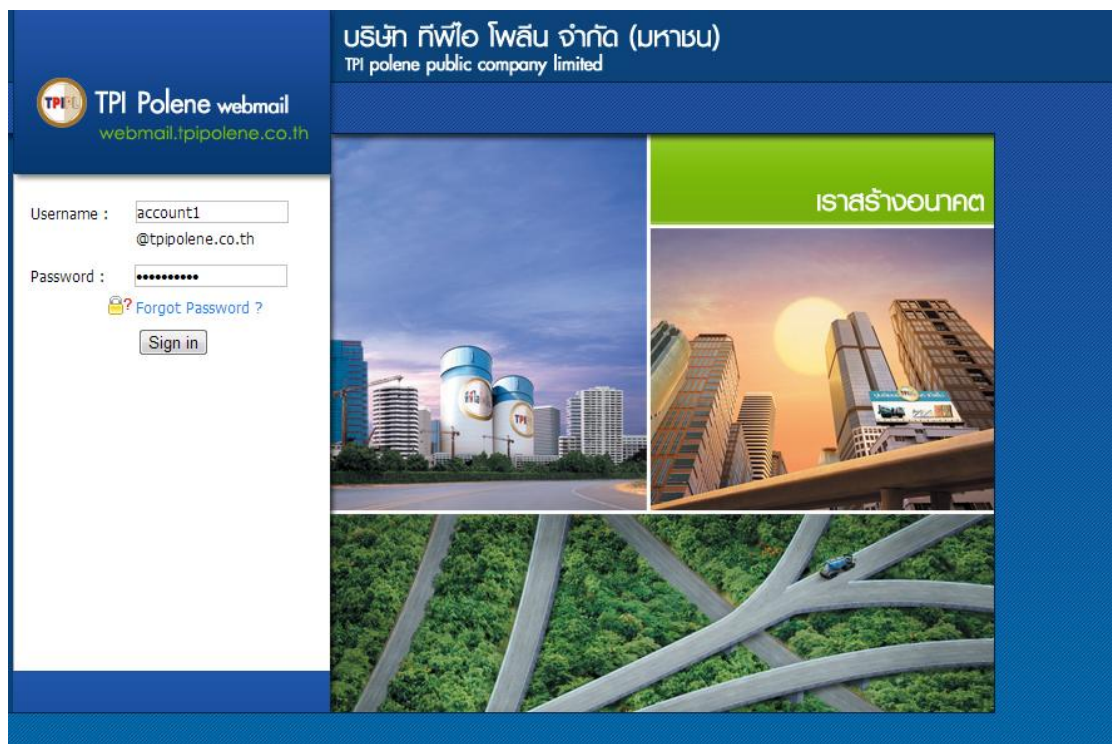 บริษัท ทีพีไอ โพลีน จำกัด (มหาชน)
TPI polene public company limited
TPIPL
TPI Polene webmail
webmail.tpipolene.co.th
เราสร้างอนาคต
Username :
account1
@tpipolene.co.th
Password :
••••••••••
Forgot Password ?
Sign in
TPI